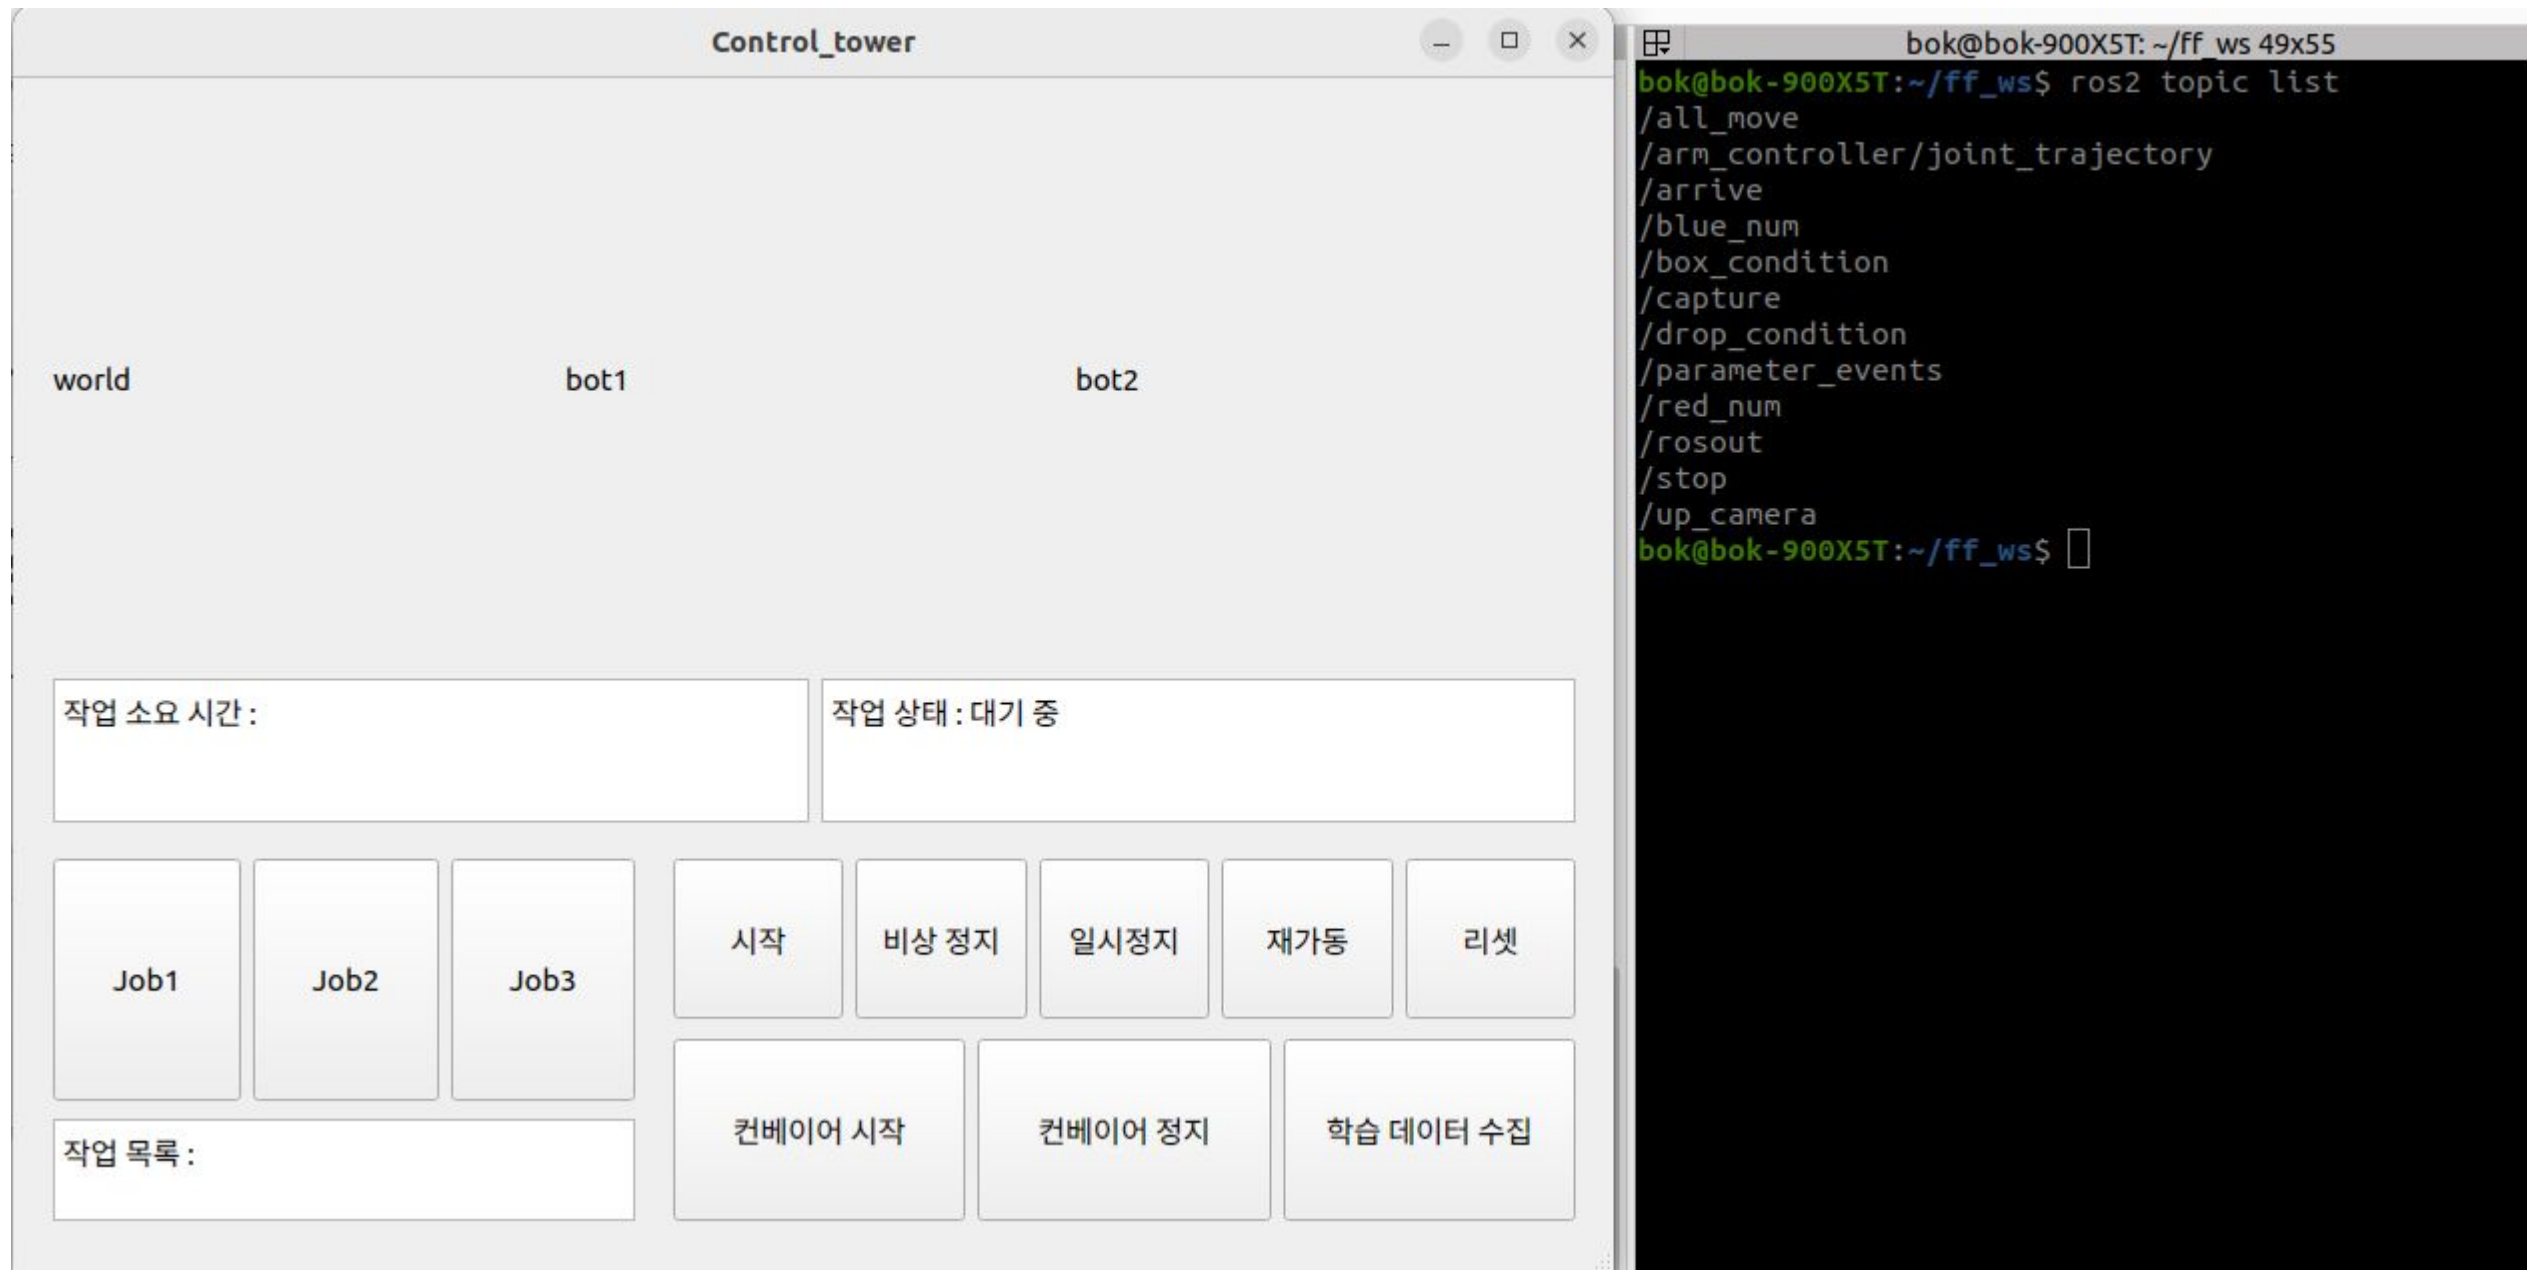 Control_tower
world
bot1
bot2
작업 소요 시간 :
작업 상태 : 대기 중
Job1
Job2
Job3
시작
비상 정지
일시정지
재가동
리셋
컨베이어 시작
컨베이어 정지
학습 데이터 수집
작업 목록 :
bok@bok-900X5T: ~/ff_ws 49x55
bok@bok-900X5T:~/ff_ws$ ros2 topic list
/all_move
/arm_controller/joint_trajectory
/arrive
/blue_num
/box_condition
/capture
/drop_condition
/parameter_events
/red_num
/rosout
/stop
/up_camera
bok@bok-900X5T:~/ff_ws$